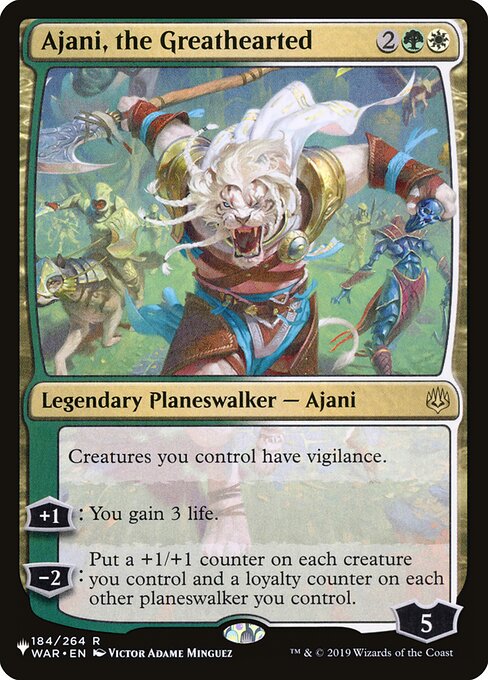 Ajani, the Greathearted 2
Legendary Planeswalker — Ajani
Creatures you control have vigilance.
+1: You gain 3 life.
Put a +1/+1 counter on each creature
−2: you control and a loyalty counter on each
other planeswalker you control.
5
184/264 R
WAR • EN Victor Adame Minguez
™ & © 2019 Wizards of the Coast